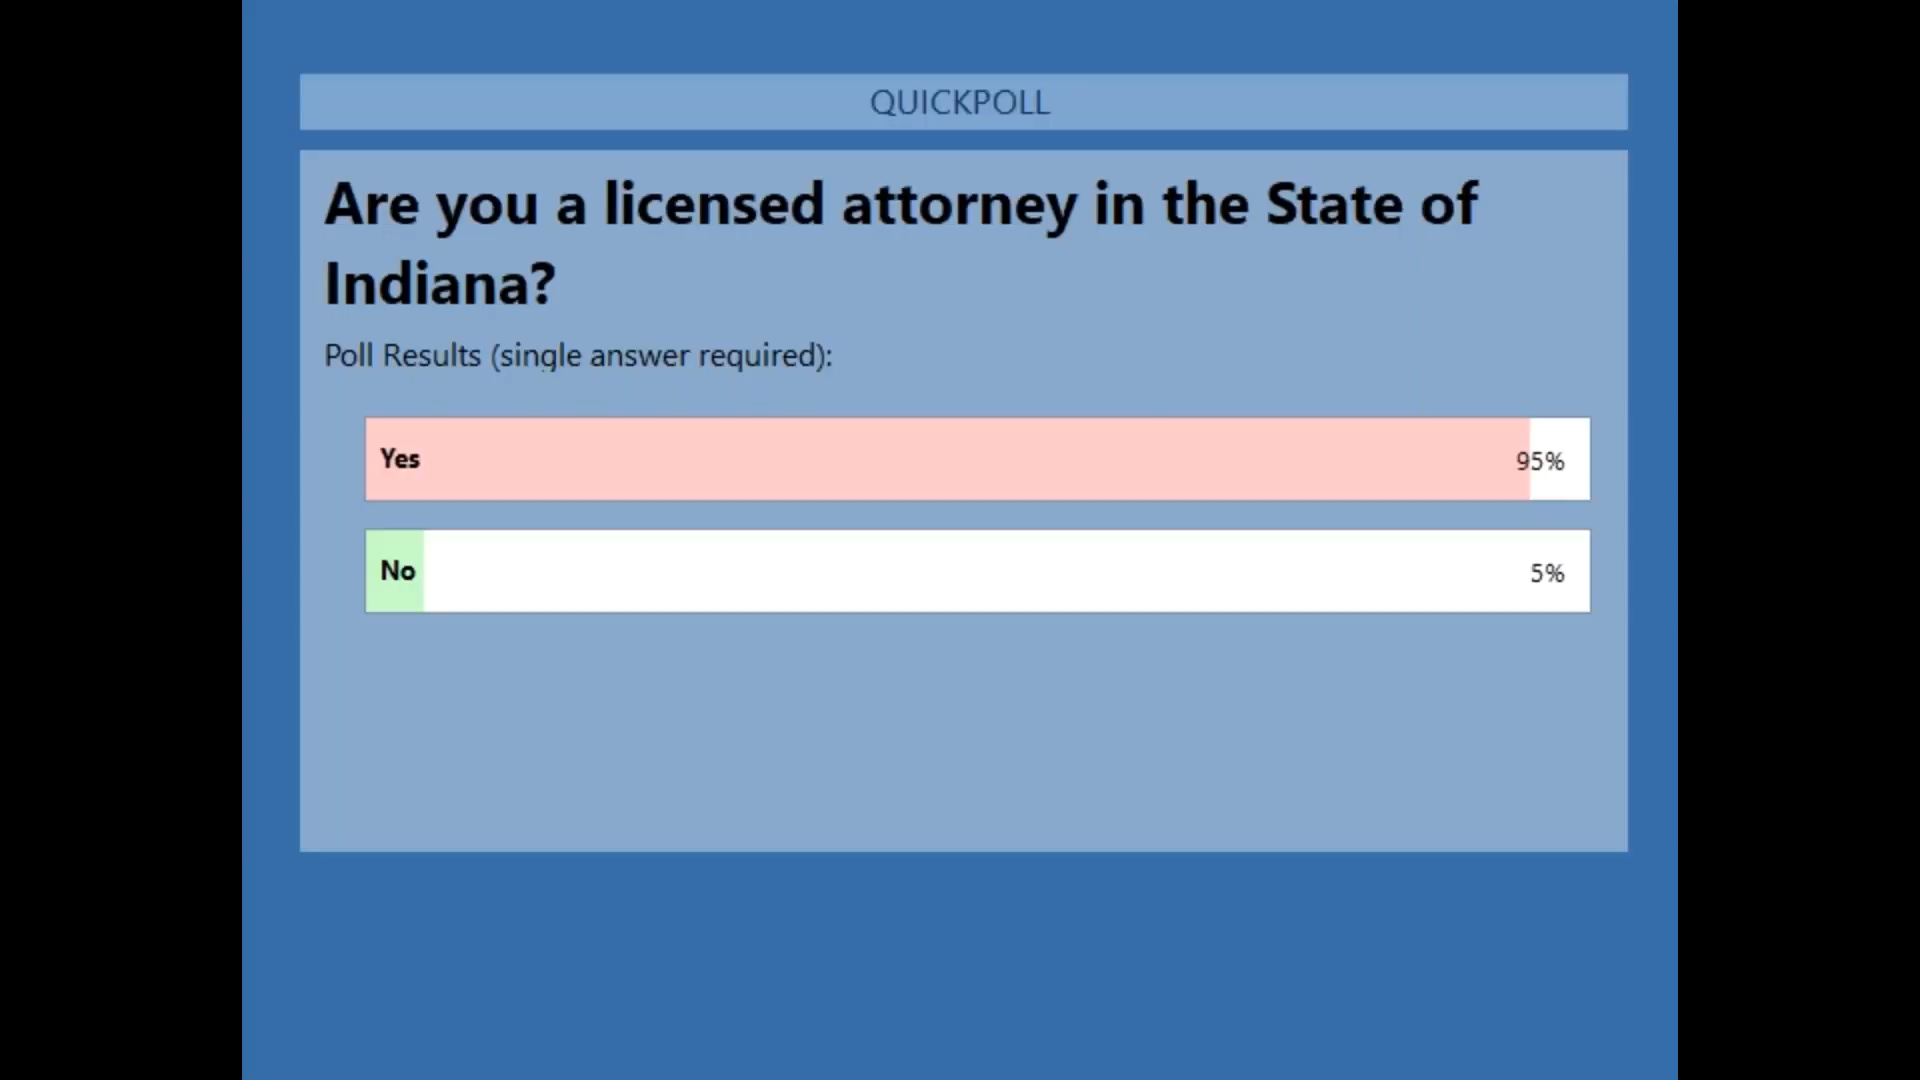 QUICKPOLL
Are you a licensed attorney in the State of
Indiana?
Poll Results (single answer required):
Yes 95%
No 5%